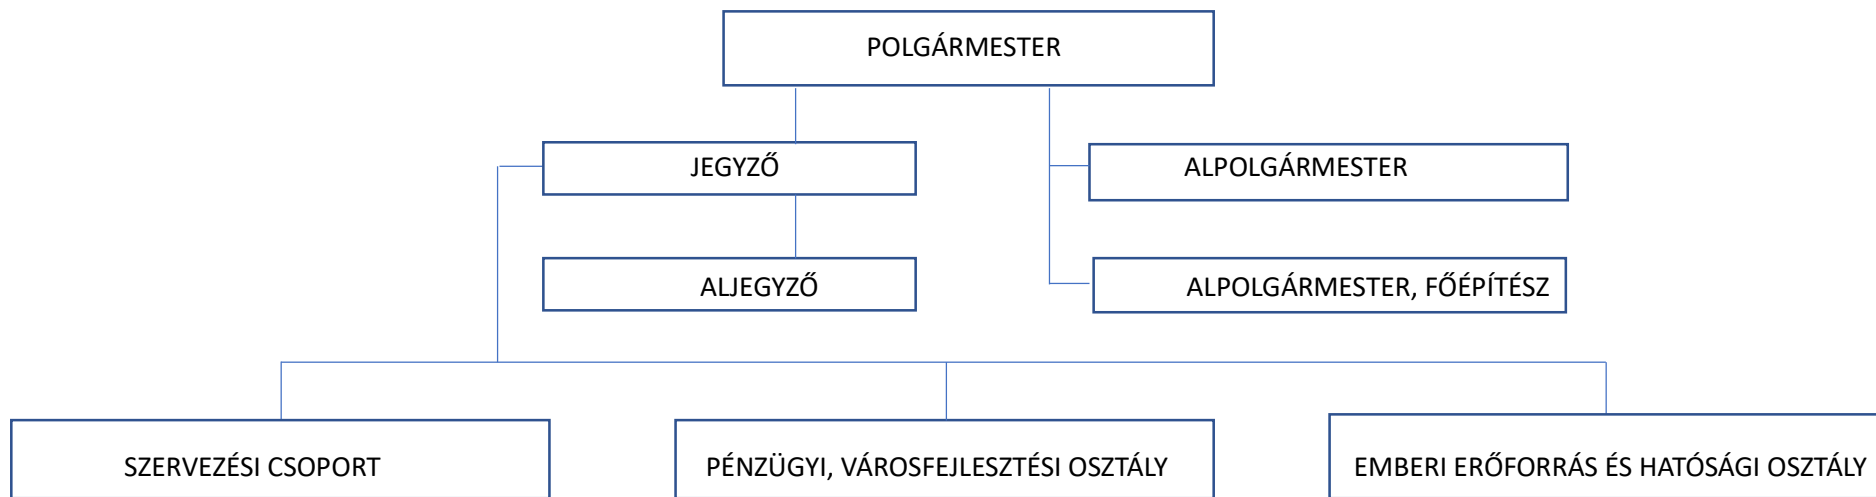 POLGÁRMESTER
JEGYZŐ
ALPOLGÁRMESTER
ALJEGYZŐ
ALPOLGÁRMESTER, FŐÉPÍTÉSZ
SZERVEZÉSI CSOPORT
PÉNZÜGYI, VÁROSFEJLESZTÉSI OSZTÁLY
EMBERI ERŐFORRÁS ÉS HATÓSÁGI OSZTÁLY